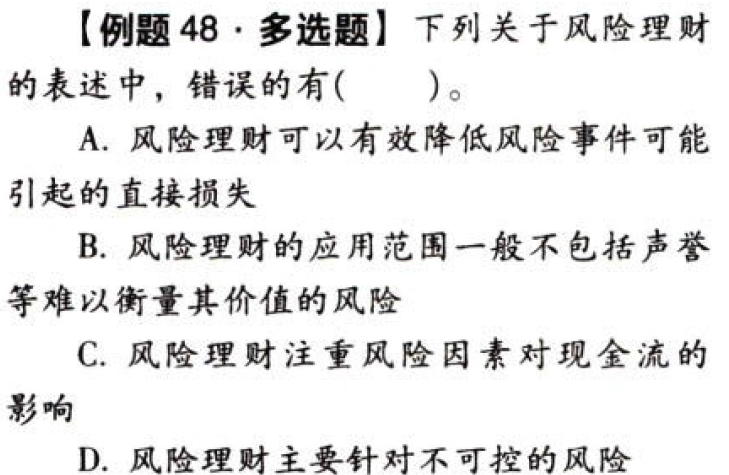 【例题 48·多选题】下列关于风险理财
的表述中，错误的有(　　)。
A. 风险理财可以有效降低风险事件可能
引起的直接损失
B. 风险理财的应用范围一般不包括声誉
等难以衡量其价值的风险
C. 风险理财注重风险因素对现金流的
影响
D. 风险理财主要针对不可控的风险